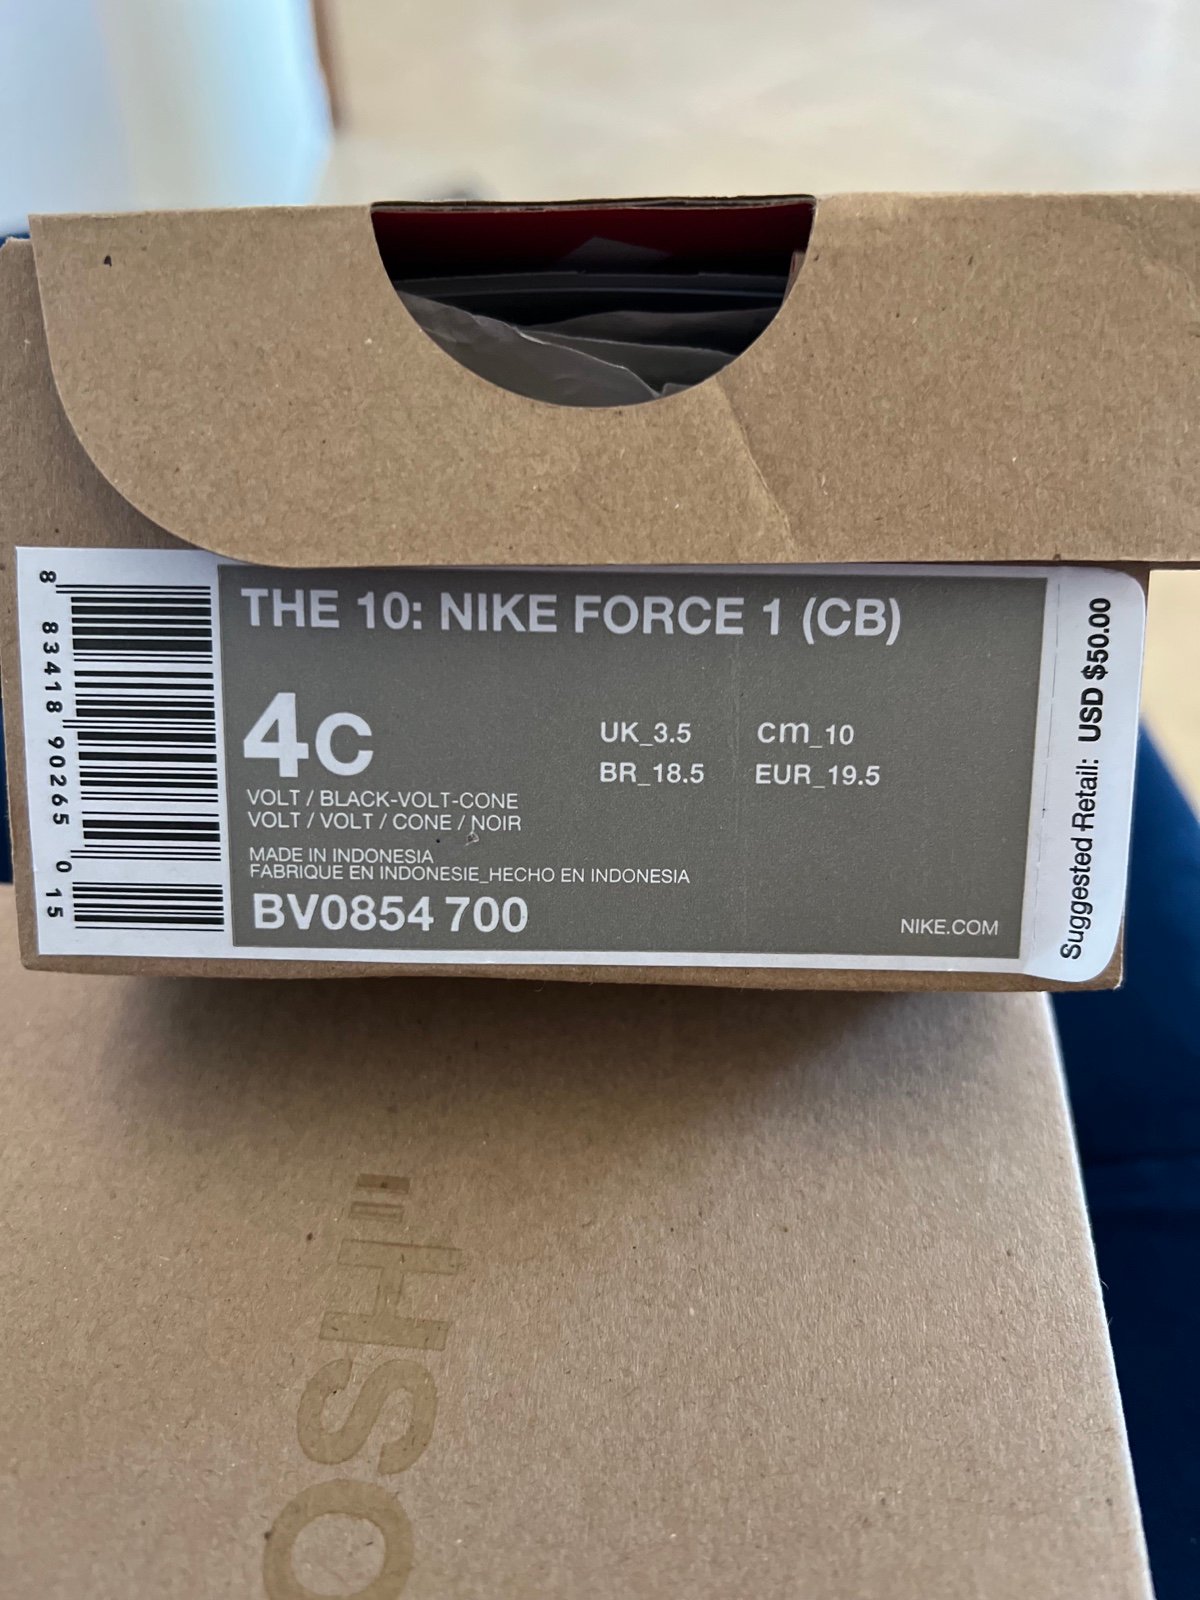 THE 10: NIKE FORCE 1 (CB)
4C
UK_3.5
cm_10
BR_18.5
EUR_19.5
VOLT / BLACK-VOLT-CONE
VOLT / VOLT / CONE / NOIR
MADE IN INDONESIA
FABRIQUE EN INDONESIE_HECHO EN INDONESIA
BV0854 700
NIKE.COM
8 83418 90265 0 15
Suggested Retail: USD $50.00
OSH